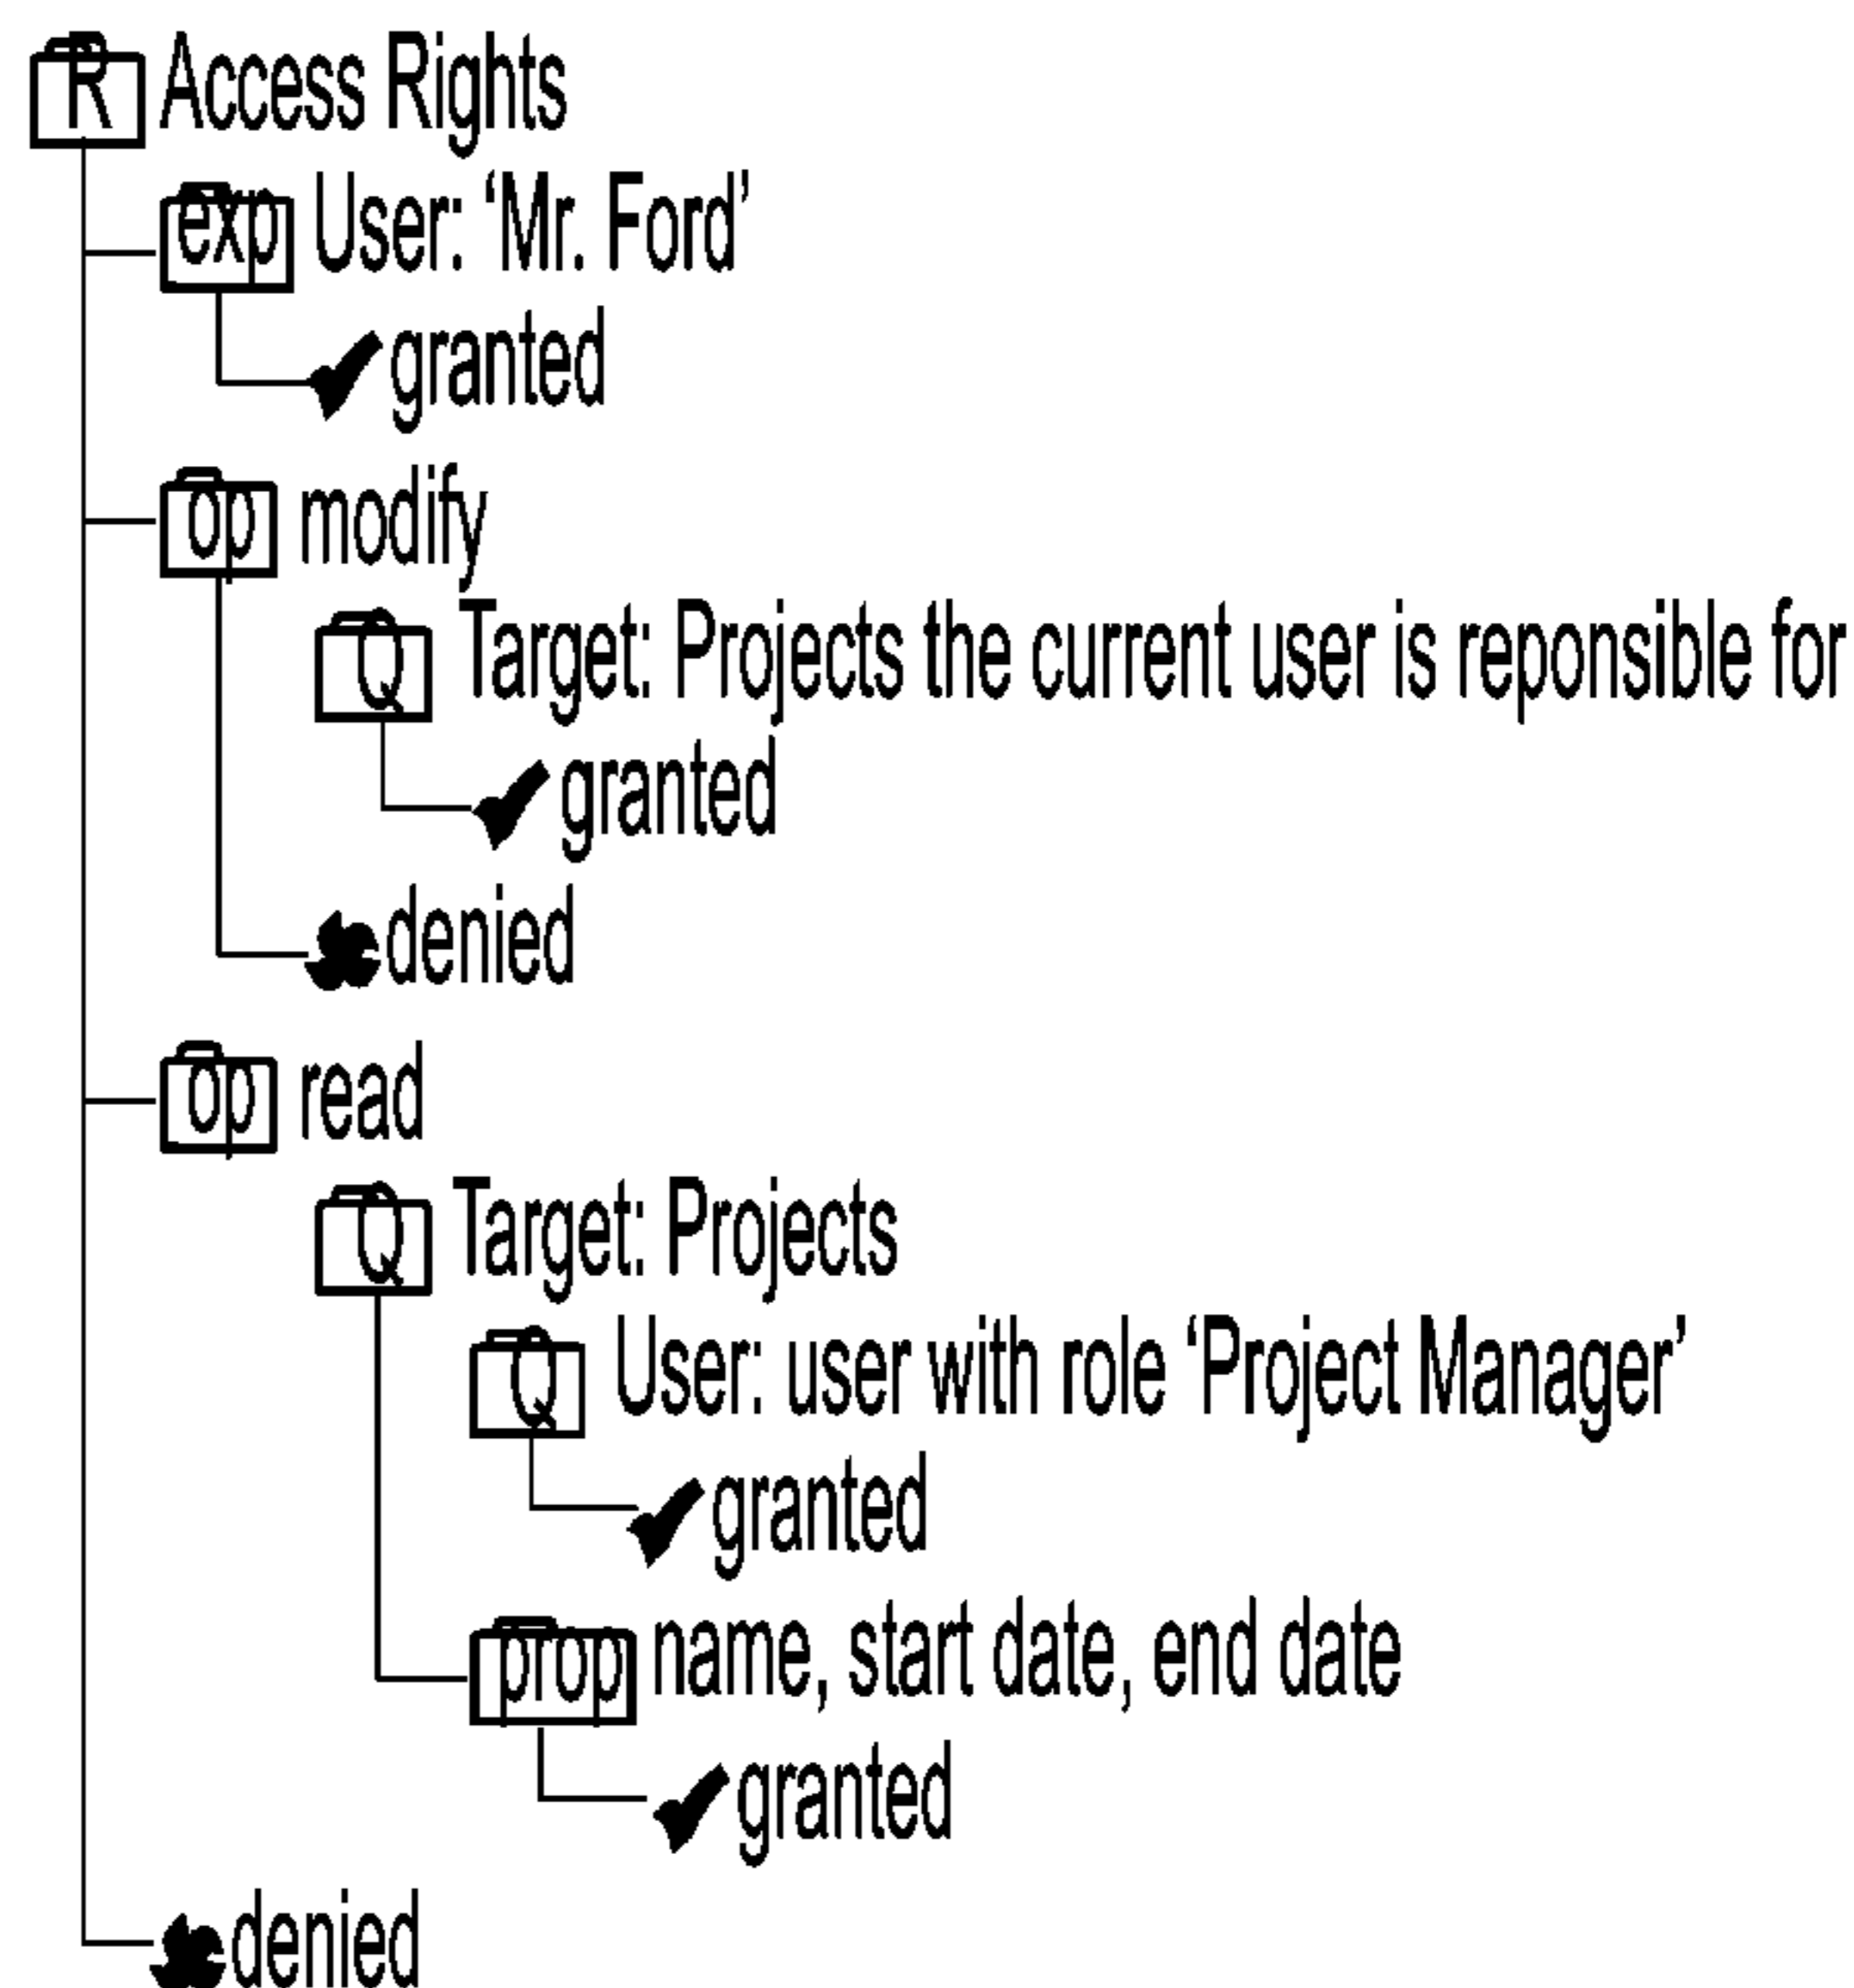 R Access Rights
exp User: ‘Mr. Ford’
granted
op modify
Q Target: Projects the current user is reponsible for
granted
denied
op read
Q Target: Projects
Q User: user with role ‘Project Manager’
granted
prop name, start date, end date
granted
denied